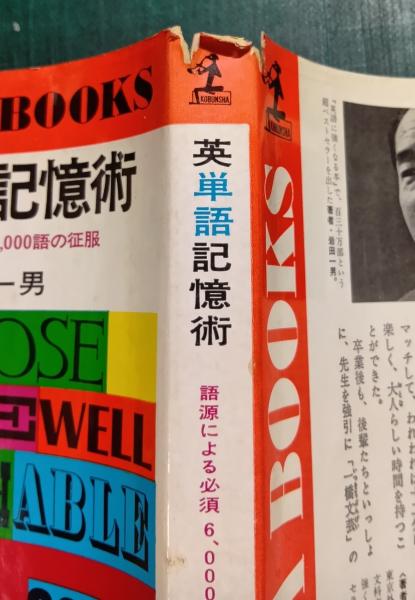 BOOKS
記憶術
,000語の征服
一男
OSE
WELL
ABLE
KOBUNSHA
英単語記憶術
語源による必須6,000
A BOOKS
『英語に強くなる本』で、百三十万部という
超ベストセラーを出した著者・岩田一男。
マッチして、われわれは、
楽しく、大人らしい時間を持つこ
とができた。
卒業後も、後輩たちといっしょ
に、先生を強引に「一橋文芸」の